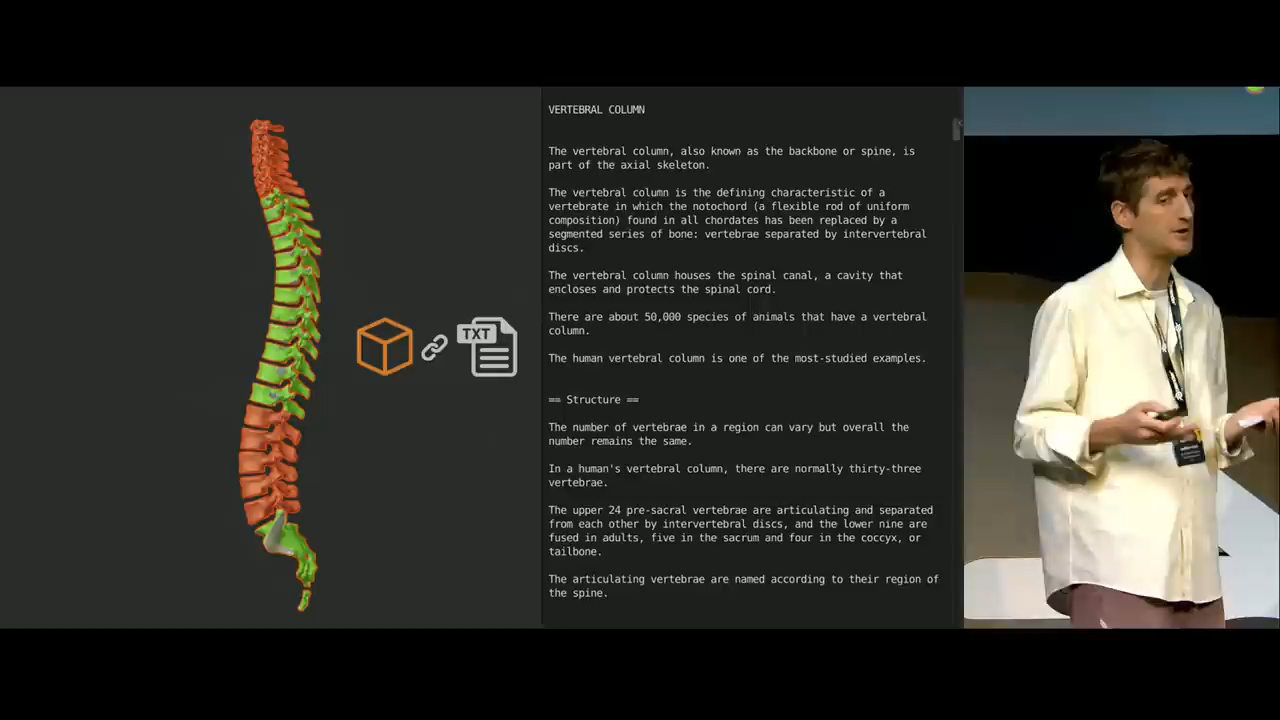 TXT
VERTEBRAL COLUMN
The vertebral column, also known as the backbone or spine, is
part of the axial skeleton.
The vertebral column is the defining characteristic of a
vertebrate in which the notochord (a flexible rod of uniform
composition) found in all chordates has been replaced by a
segmented series of bone: vertebrae separated by intervertebral
discs.
The vertebral column houses the spinal canal, a cavity that
encloses and protects the spinal cord.
There are about 50,000 species of animals that have a vertebral
column.
The human vertebral column is one of the most-studied examples.
== Structure ==
The number of vertebrae in a region can vary but overall the
number remains the same.
In a human's vertebral column, there are normally thirty-three
vertebrae.
The upper 24 pre-sacral vertebrae are articulating and separated
from each other by intervertebral discs, and the lower nine are
fused in adults, five in the sacrum and four in the coccyx, or
tailbone.
The articulating vertebrae are named according to their region of
the spine.